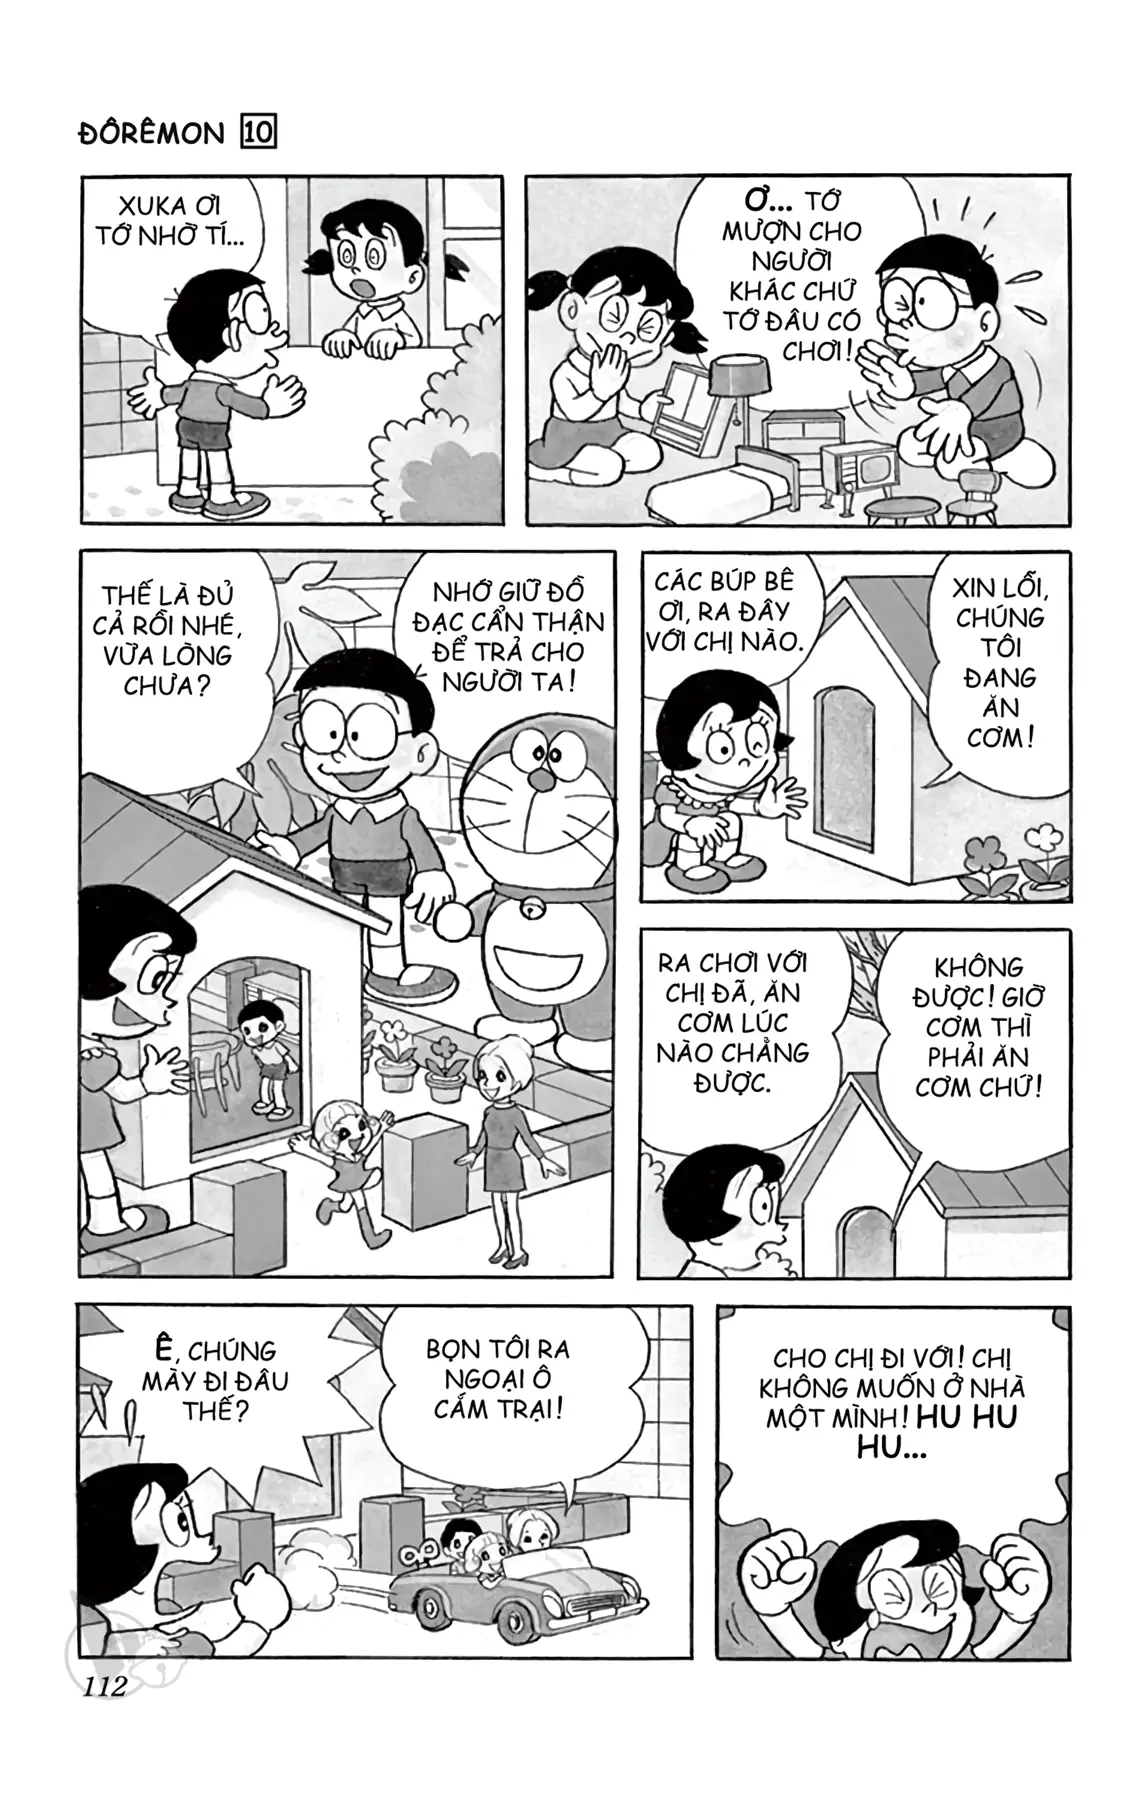 ĐÔRÊMON 10
XUKA ƠI
TỚ NHỜ TÍ...
Ơ... TỚ
MƯỢN CHO
NGƯỜI
KHÁC CHỨ
TỚ ĐÂU CÓ
CHƠI!
THẾ LÀ ĐỦ
CẢ RỒI NHÉ,
VỪA LÒNG
CHƯA?
NHỚ GIỮ ĐỒ
ĐẠC CẨN THẬN
ĐỂ TRẢ CHO
NGƯỜI TA!
CÁC BÚP BÊ
ƠI, RA ĐÂY
VỚI CHỊ NÀO.
XIN LỖI,
CHÚNG
TÔI
ĐANG
ĂN
CƠM!
RA CHƠI VỚI
CHỊ ĐÃ, ĂN
CƠM LÚC
NÀO CHẲNG
ĐƯỢC.
KHÔNG
ĐƯỢC! GIỜ
CƠM THÌ
PHẢI ĂN
CƠM CHỨ!
Ê, CHÚNG
MÀY ĐI ĐÂU
THẾ?
BỌN TÔI RA
NGOẠI Ô
CẮM TRẠI!
CHO CHỊ ĐI VỚI! CHỊ
KHÔNG MUỐN Ở NHÀ
MỘT MÌNH! HU HU
HU...
112